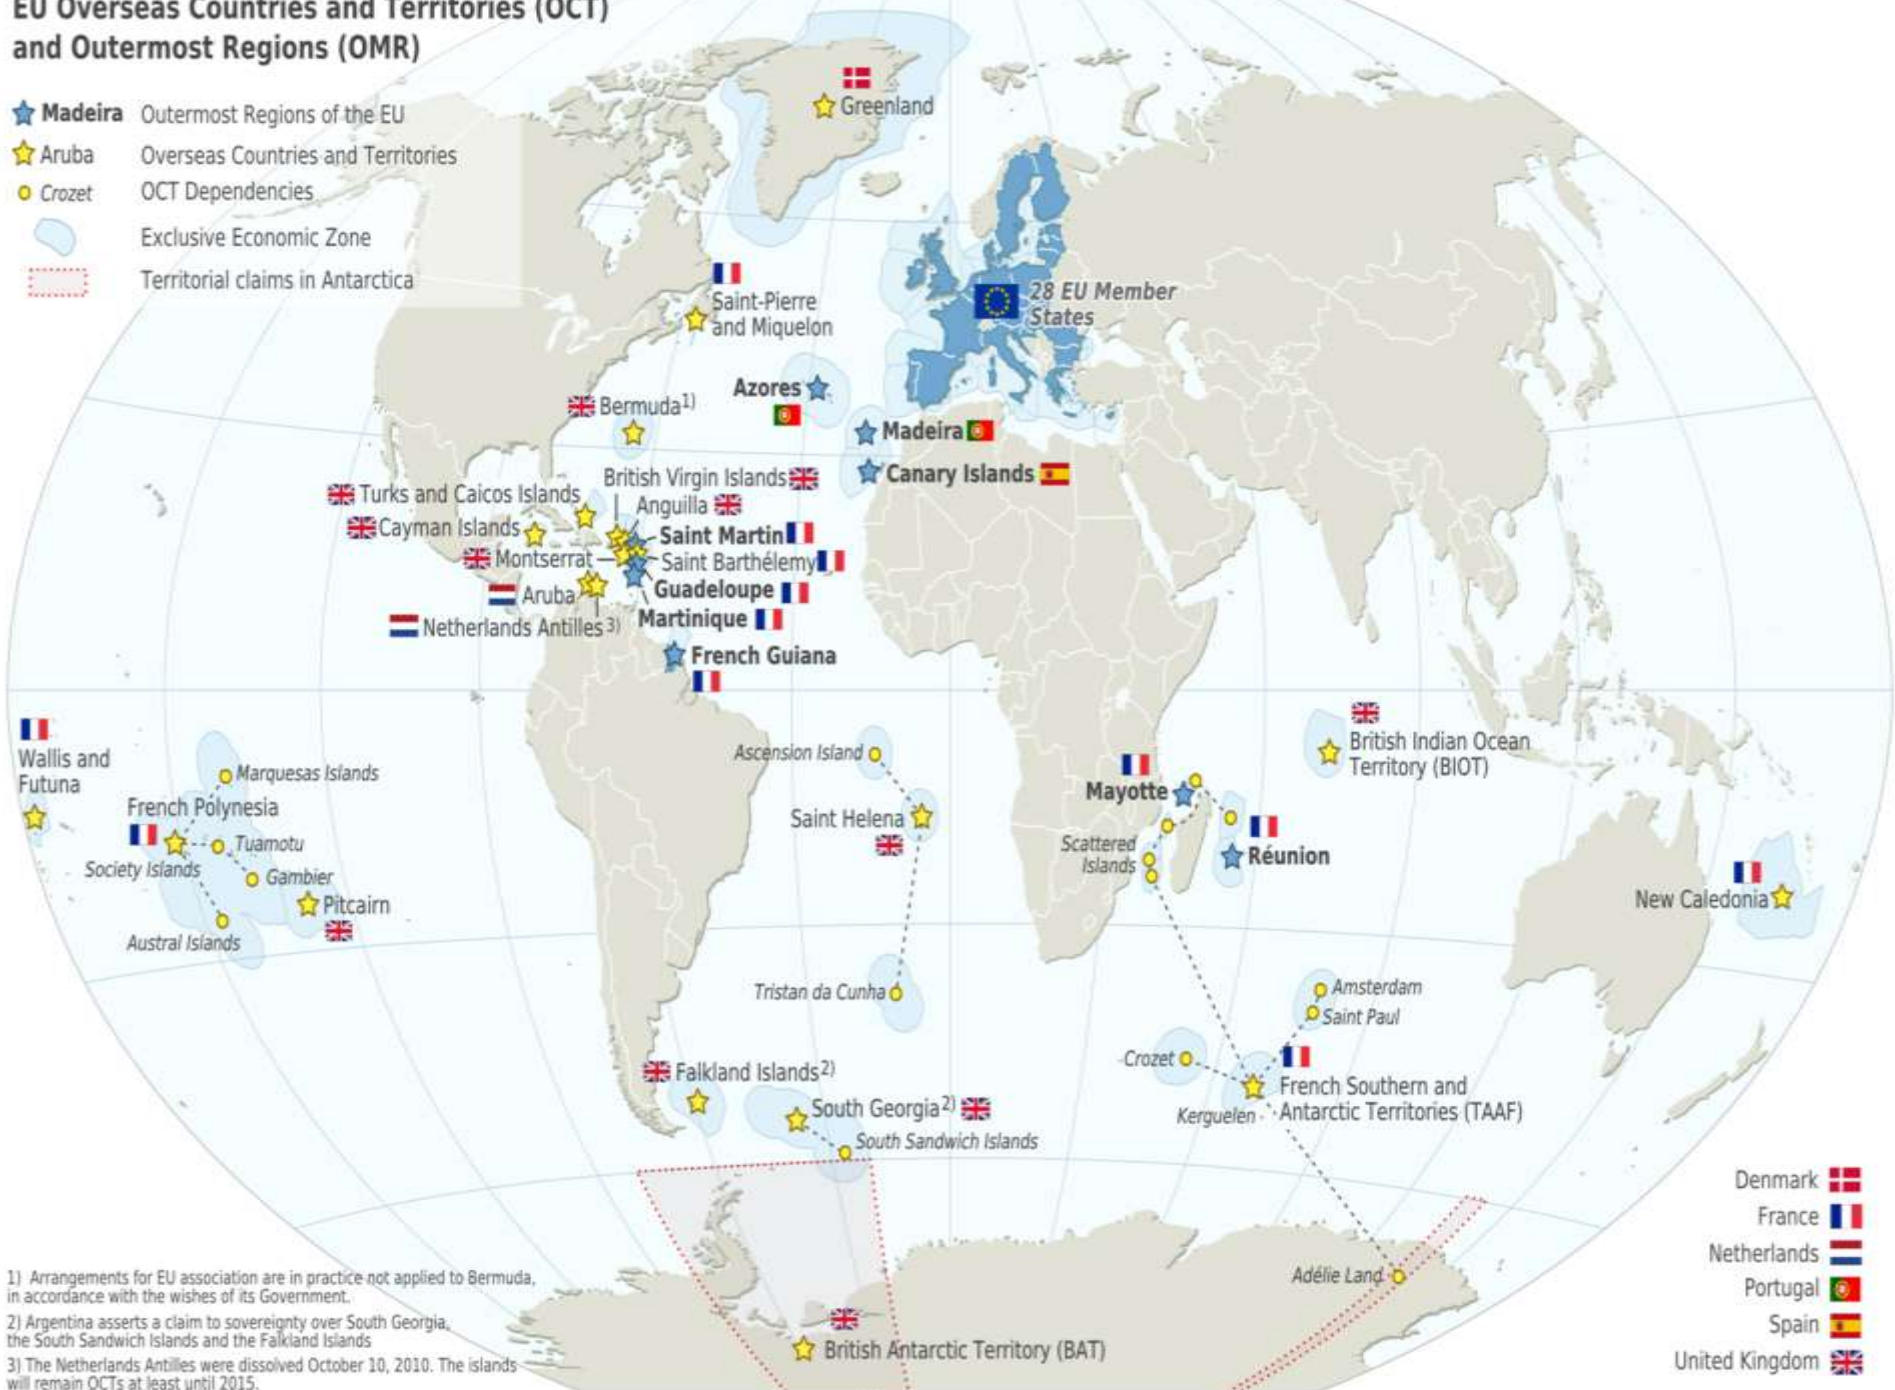 EU Overseas Countries and Territories (OCT)
and Outermost Regions (OMR)
Madeira Outermost Regions of the EU
Aruba Overseas Countries and Territories
Crozet OCT Dependencies
Exclusive Economic Zone
Territorial claims in Antarctica
Greenland
Saint-Pierre
and Miquelon
28 EU Member
States
Azores
Bermuda1)
Madeira
Canary Islands
British Virgin Islands
Turks and Caicos Islands
Anguilla
Cayman Islands
Saint Martin
Montserrat
Saint Barthélemy
Guadeloupe
Aruba
Martinique
Netherlands Antilles3)
French Guiana
Wallis and
Futuna
Marquesas Islands
French Polynesia
Tuamotu
Society Islands
Gambier
Pitcairn
Austral Islands
Ascension Island
Saint Helena
Tristan da Cunha
British Indian Ocean
Territory (BIOT)
Mayotte
Scattered
Islands
Réunion
New Caledonia
Amsterdam
Saint Paul
Crozet
French Southern and
Antarctic Territories (TAAF)
Kerguelen
Falkland Islands2)
South Georgia2)
South Sandwich Islands
Adélie Land
British Antarctic Territory (BAT)
Denmark
France
Netherlands
Portugal
Spain
United Kingdom
1) Arrangements for EU association are in practice not applied to Bermuda,
in accordance with the wishes of its Government.
2) Argentina asserts a claim to sovereignty over South Georgia,
the South Sandwich Islands and the Falkland Islands
3) The Netherlands Antilles were dissolved October 10, 2010. The islands
will remain OCTs at least until 2015.